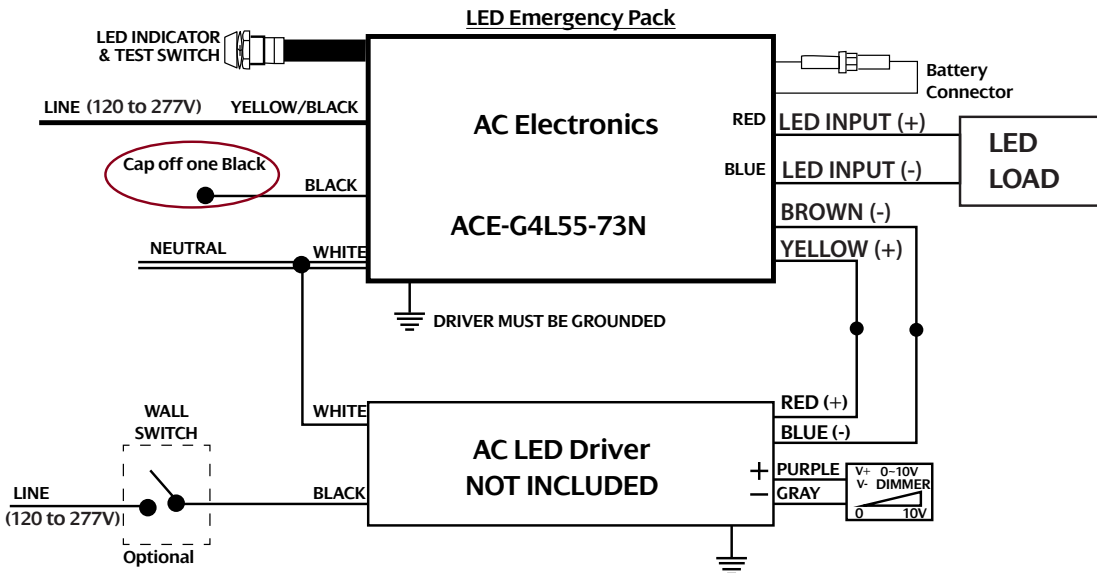 LED Emergency Pack
LED INDICATOR
& TEST SWITCH
Battery
Connector
LINE (120 to 277V)
YELLOW/BLACK
AC Electronics
RED
LED INPUT (+)
LED
LOAD
Cap off one Black
BLACK
BLUE
LED INPUT (-)
ACE-G4L55-73N
BROWN (-)
NEUTRAL
WHITE
YELLOW (+)
DRIVER MUST BE GROUNDED
WALL
SWITCH
WHITE
RED (+)
BLUE (-)
AC LED Driver
NOT INCLUDED
+ PURPLE
− GRAY
V+ 0~10V
V- DIMMER
0 10V
LINE
(120 to 277V)
BLACK
Optional